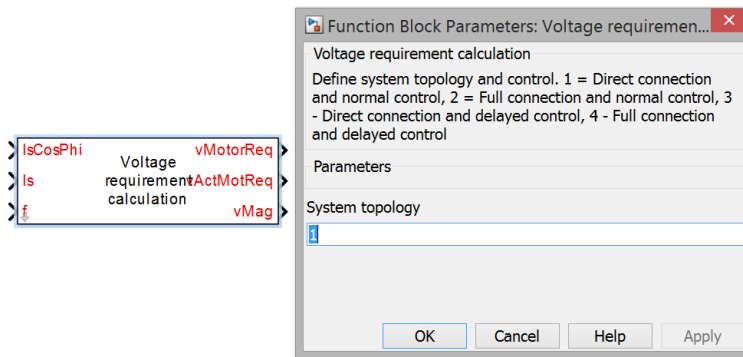 Function Block Parameters: Voltage requiremen...
Voltage requirement calculation
Define system topology and control. 1 = Direct connection
and normal control, 2 = Full connection and normal control, 3
- Direct connection and delayed control, 4 - Full connection
and delayed control
Parameters
System topology
1
OK Cancel Help Apply
IsCosPhi
Is
f
Voltage
requirement
calculation
vMotorReq
vActMotReq
vMag